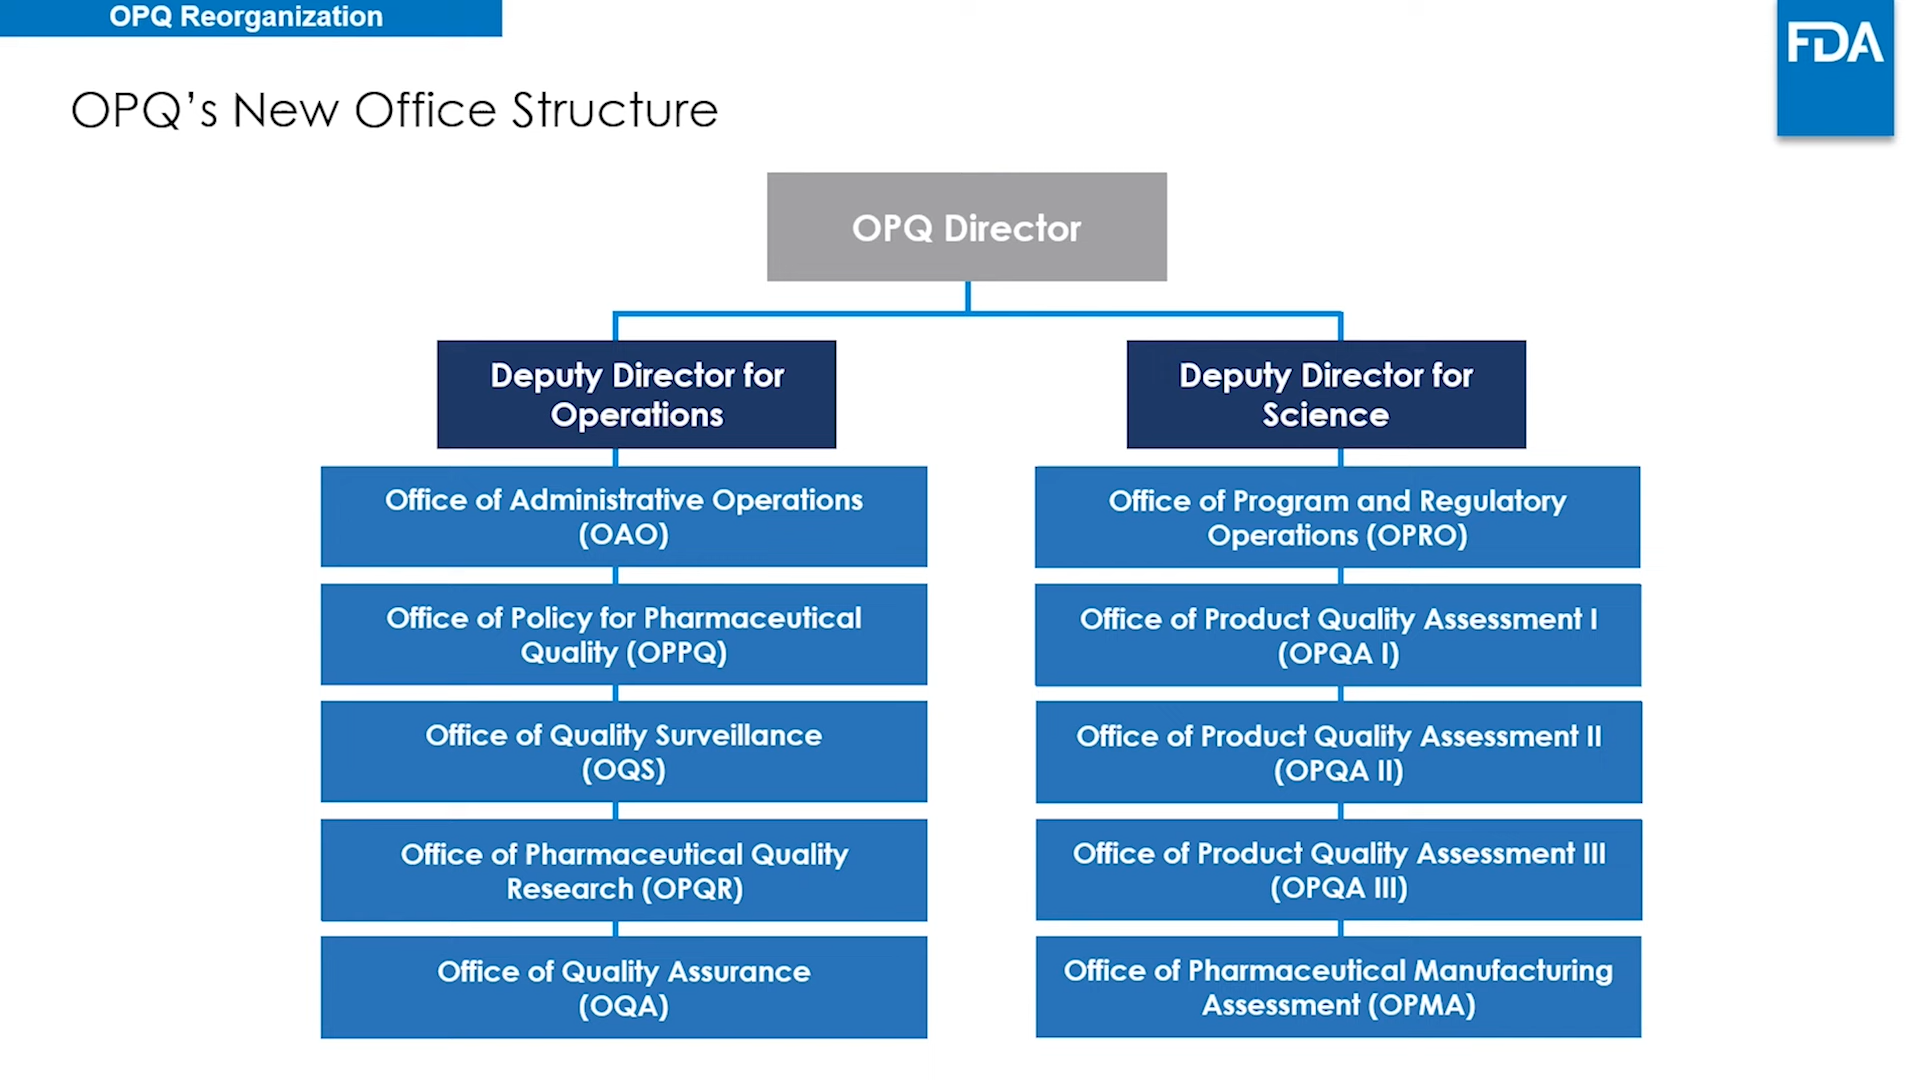 OPQ Reorganization
FDA
OPQ’s New Office Structure
OPQ Director
Deputy Director for
Operations
Office of Administrative Operations
(OAO)
Office of Policy for Pharmaceutical
Quality (OPPQ)
Office of Quality Surveillance
(OQS)
Office of Pharmaceutical Quality
Research (OPQR)
Office of Quality Assurance
(OQA)
Deputy Director for
Science
Office of Program and Regulatory
Operations (OPRO)
Office of Product Quality Assessment I
(OPQA I)
Office of Product Quality Assessment II
(OPQA II)
Office of Product Quality Assessment III
(OPQA III)
Office of Pharmaceutical Manufacturing
Assessment (OPMA)